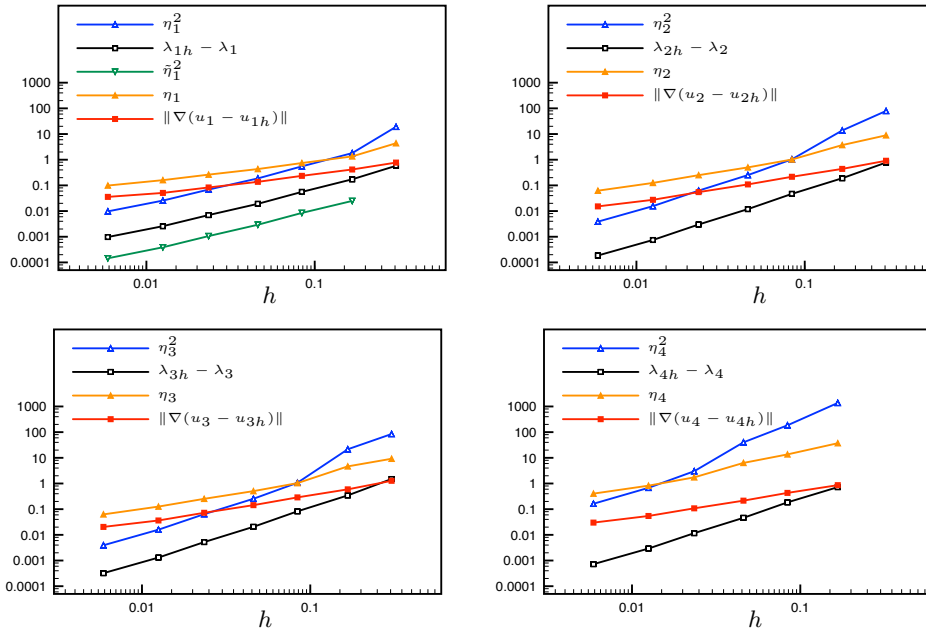 η₁²
λ₁ₕ − λ₁
η̃₁²
η₁
‖∇(u₁ − u₁ₕ)‖
1000
100
10
1
0.1
0.01
0.001
0.0001
0.01 0.1
h
η₂²
λ₂ₕ − λ₂
η₂
‖∇(u₂ − u₂ₕ)‖
1000
100
10
1
0.1
0.01
0.001
0.0001
0.01 0.1
h
η₃²
λ₃ₕ − λ₃
η₃
‖∇(u₃ − u₃ₕ)‖
1000
100
10
1
0.1
0.01
0.001
0.0001
0.01 0.1
h
η₄²
λ₄ₕ − λ₄
η₄
‖∇(u₄ − u₄ₕ)‖
1000
100
10
1
0.1
0.01
0.001
0.0001
0.01 0.1
h